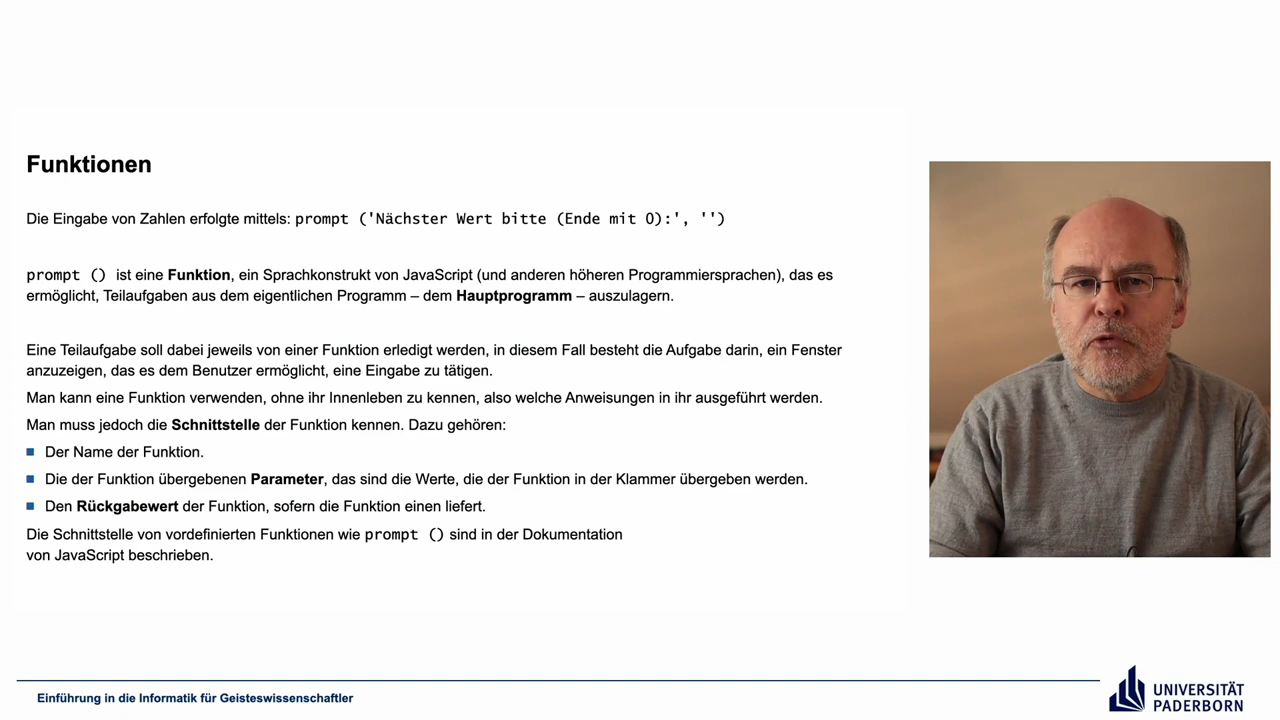 Funktionen
Die Eingabe von Zahlen erfolgte mittels: prompt ('Nächster Wert bitte (Ende mit 0):', '')
prompt () ist eine Funktion, ein Sprachkonstrukt von JavaScript (und anderen höheren Programmiersprachen), das es
ermöglicht, Teilaufgaben aus dem eigentlichen Programm – dem Hauptprogramm – auszulagern.
Eine Teilaufgabe soll dabei jeweils von einer Funktion erledigt werden, in diesem Fall besteht die Aufgabe darin, ein Fenster
anzuzeigen, das es dem Benutzer ermöglicht, eine Eingabe zu tätigen.
Man kann eine Funktion verwenden, ohne ihr Innenleben zu kennen, also welche Anweisungen in ihr ausgeführt werden.
Man muss jedoch die Schnittstelle der Funktion kennen. Dazu gehören:
Der Name der Funktion.
Die der Funktion übergebenen Parameter, das sind die Werte, die der Funktion in der Klammer übergeben werden.
Den Rückgabewert der Funktion, sofern die Funktion einen liefert.
Die Schnittstelle von vordefinierten Funktionen wie prompt () sind in der Dokumentation
von JavaScript beschrieben.
Einführung in die Informatik für Geisteswissenschaftler
UNIVERSITÄT
PADERBORN